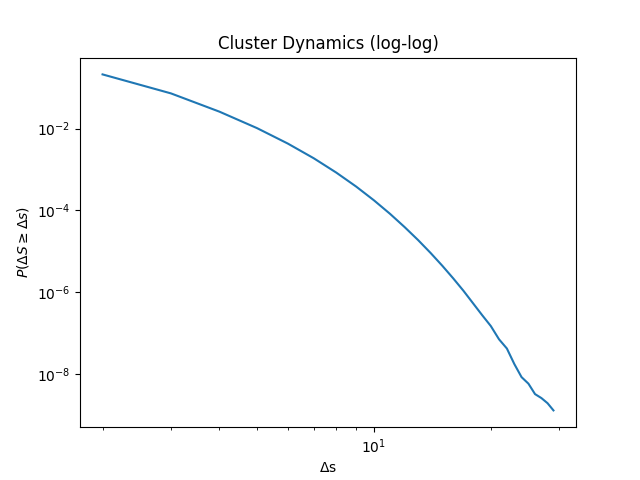 Cluster Dynamics (log-log)
10⁻²
10⁻⁴
10⁻⁶
10⁻⁸
P(ΔS ≥ Δs)
10¹
Δs